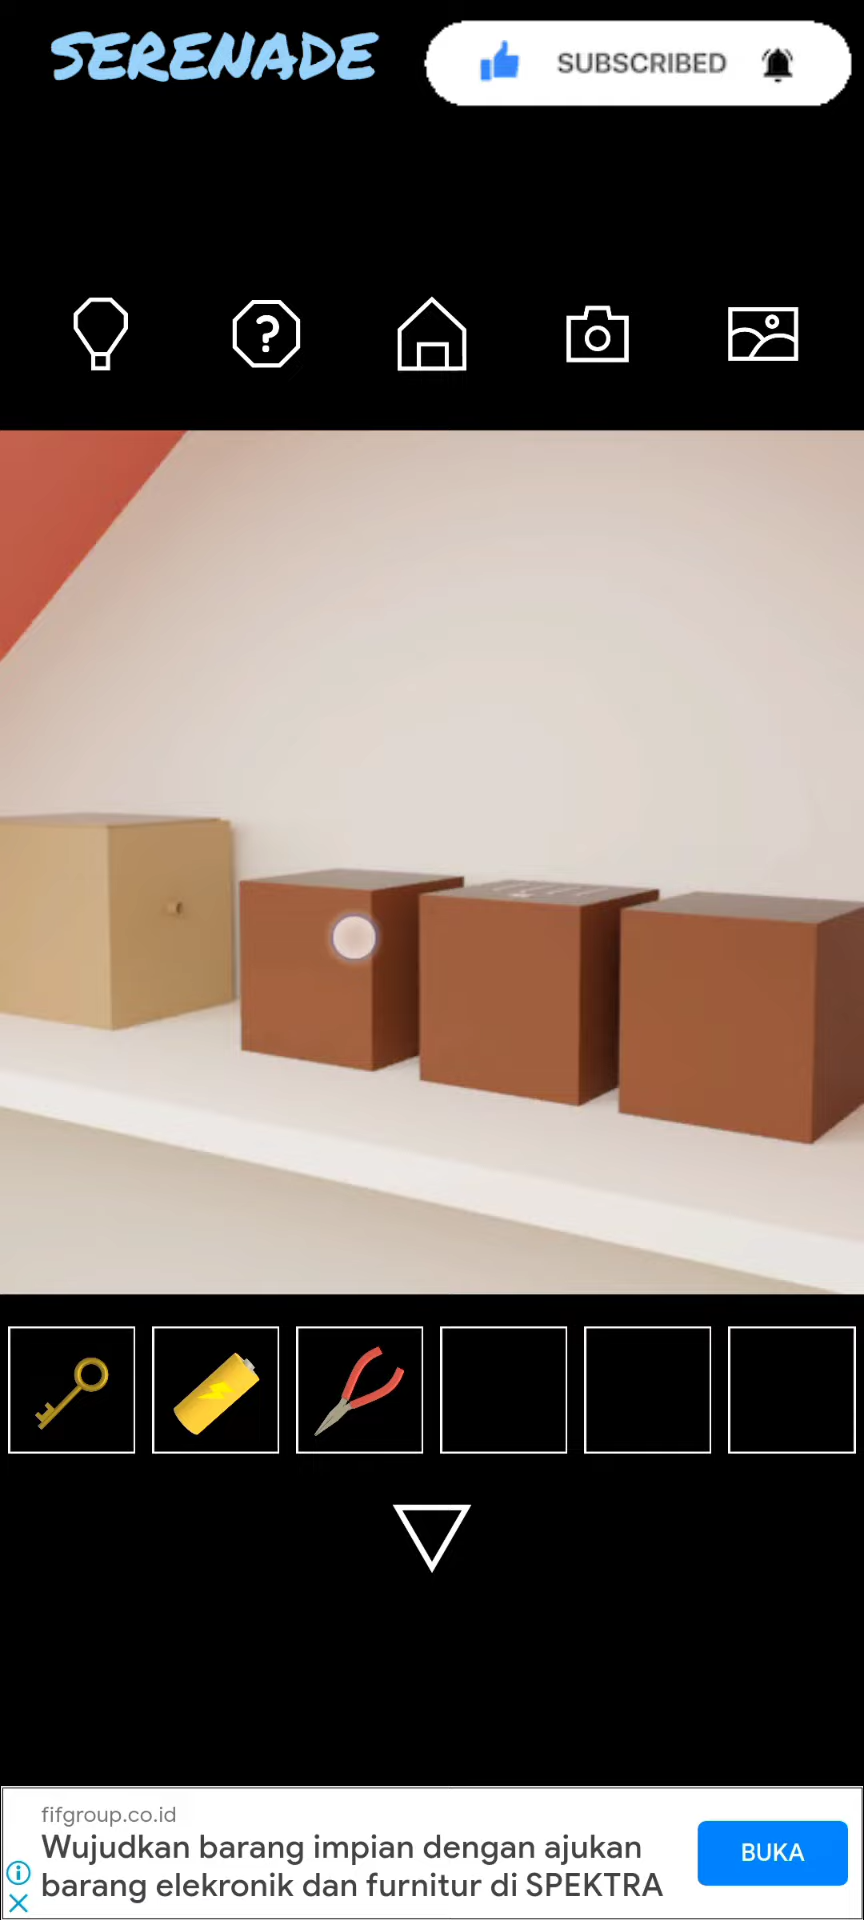 SERENADE
SUBSCRIBED
?
fifgroup.co.id
Wujudkan barang impian dengan ajukan
barang elekronik dan furnitur di SPEKTRA
BUKA